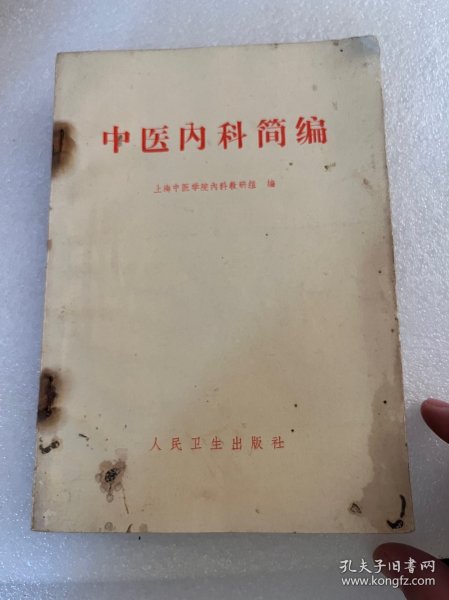 中医内科简编
上海中医学院内科教研组 编
人民卫生出版社
孔夫子旧书网
www.kongfz.com